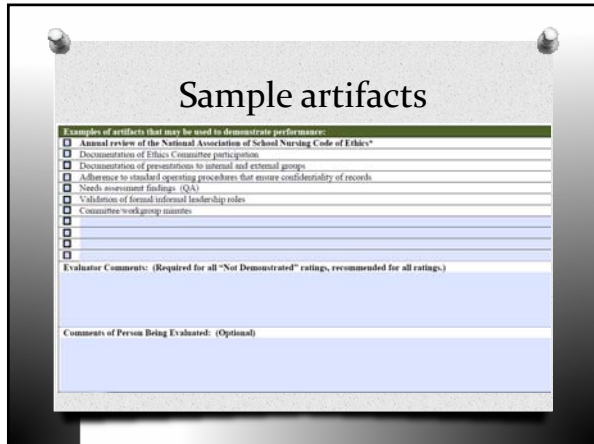 Sample artifacts
Examples of artifacts that may be used to demonstrate performance:
Annual review of the National Association of School Nursing Code of Ethics*
Documentation of Ethics Committee participation
Documentation of presentations to internal and external groups
Adherence to standard operating procedures that ensure confidentiality of records
Needs assessment findings (QA)
Validation of formal/informal leadership roles
Committee/workgroup minutes
Evaluator Comments: (Required for all “Not Demonstrated” ratings, recommended for all ratings.)
Comments of Person Being Evaluated: (Optional)